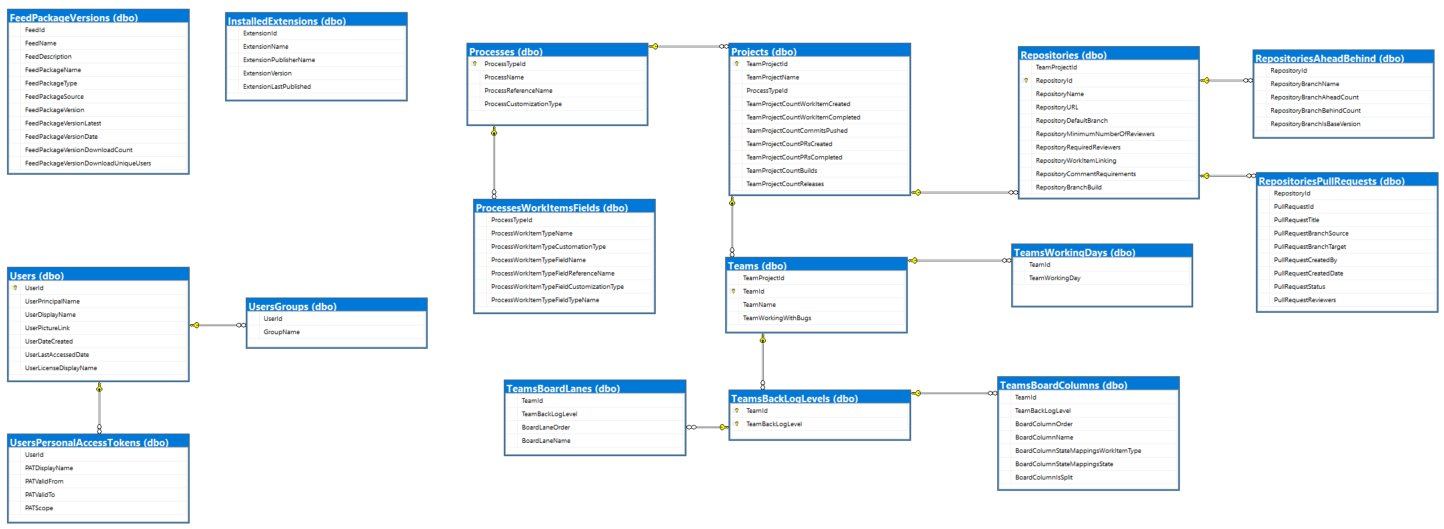 FeedPackageVersions (dbo)
FeedId
FeedName
FeedDescription
FeedPackageName
FeedPackageType
FeedPackageSource
FeedPackageVersion
FeedPackageVersionLatest
FeedPackageVersionDate
FeedPackageVersionDownloadCount
FeedPackageVersionDownloadUniqueUsers
InstalledExtensions (dbo)
ExtensionId
ExtensionName
ExtensionPublisherName
ExtensionVersion
ExtensionLastPublished
Processes (dbo)
ProcessTypeId
ProcessName
ProcessReferenceName
ProcessCustomizationType
Projects (dbo)
TeamProjectId
TeamProjectName
ProcessTypeId
TeamProjectCountWorkItemCreated
TeamProjectCountWorkItemCompleted
TeamProjectCountCommitsPushed
TeamProjectCountPRsCreated
TeamProjectCountPRsCompleted
TeamProjectCountBuilds
TeamProjectCountReleases
Repositories (dbo)
TeamProjectId
RepositoryId
RepositoryName
RepositoryURL
RepositoryDefaultBranch
RepositoryMinimumNumberOfReviewers
RepositoryRequiredReviewers
RepositoryWorkItemLinking
RepositoryCommentRequirements
RepositoryBranchBuild
RepositoriesAheadBehind (dbo)
RepositoryId
RepositoryBranchName
RepositoryBranchAheadCount
RepositoryBranchBehindCount
RepositoryBranchIsBaseVersion
RepositoriesPullRequests (dbo)
RepositoryId
PullRequestId
PullRequestTitle
PullRequestBranchSource
PullRequestBranchTarget
PullRequestCreatedBy
PullRequestCreatedDate
PullRequestStatus
PullRequestReviewers
ProcessesWorkItemsFields (dbo)
ProcessTypeId
ProcessWorkItemTypeName
ProcessWorkItemTypeCustomationType
ProcessWorkItemTypeFieldName
ProcessWorkItemTypeFieldReferenceName
ProcessWorkItemTypeFieldCustomizationType
ProcessWorkItemTypeFieldTypeName
Teams (dbo)
TeamProjectId
TeamId
TeamName
TeamWorkingWithBugs
TeamsWorkingDays (dbo)
TeamId
TeamWorkingDay
Users (dbo)
UserId
UserPrincipalName
UserDisplayName
UserPictureLink
UserDateCreated
UserLastAccessedDate
UserLicenseDisplayName
UsersGroups (dbo)
UserId
GroupName
TeamsBoardLanes (dbo)
TeamId
TeamBackLogLevel
BoardLaneOrder
BoardLaneName
TeamsBackLogLevels (dbo)
TeamId
TeamBackLogLevel
TeamsBoardColumns (dbo)
TeamId
TeamBackLogLevel
BoardColumnOrder
BoardColumnName
BoardColumnStateMappingsWorkItemType
BoardColumnStateMappingsState
BoardColumnIsSplit
UsersPersonalAccessTokens (dbo)
UserId
PATDisplayName
PATValidFrom
PATValidTo
PATScope